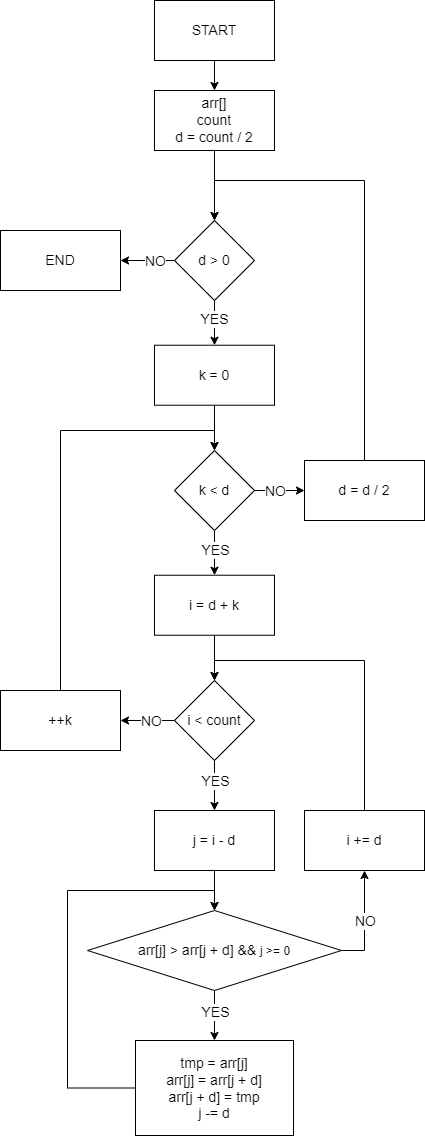 START
arr[]
count
d = count / 2
d > 0
NO
END
YES
k = 0
k < d
NO
d = d / 2
YES
i = d + k
i < count
NO
++k
YES
j = i - d
i += d
arr[j] > arr[j + d] && j >= 0
NO
YES
tmp = arr[j]
arr[j] = arr[j + d]
arr[j + d] = tmp
j -= d